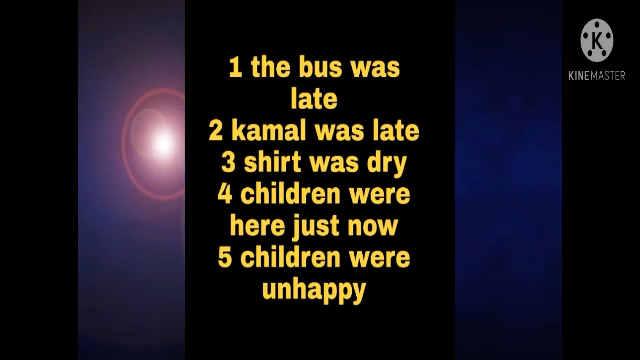 1 the bus was
late
2 kamal was late
3 shirt was dry
4 children were
here just now
5 children were
unhappy
K
KINEMASTER